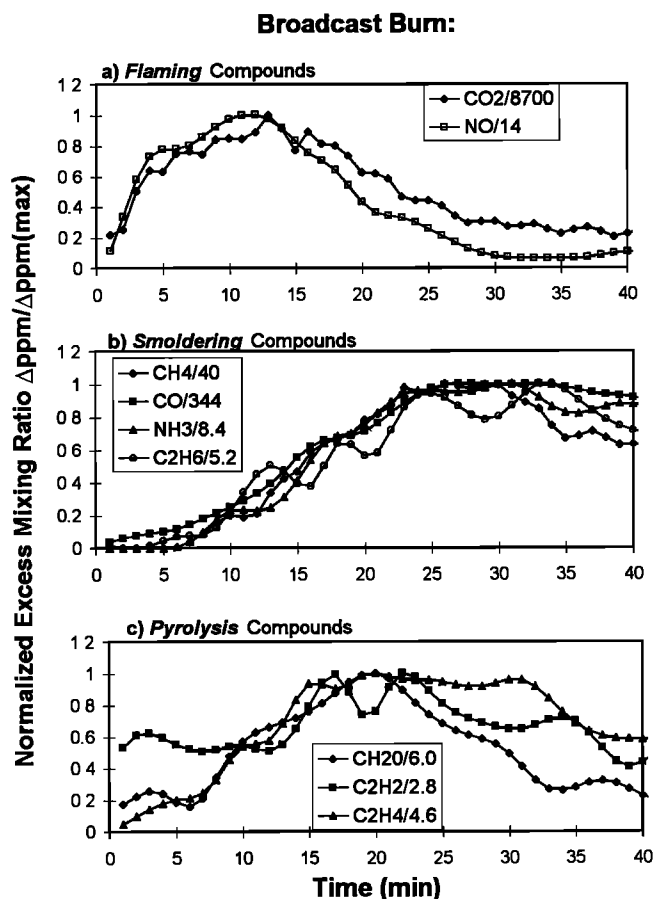 Broadcast Burn:
Normalized Excess Mixing Ratio Δppm/Δppm(max)
a) Flaming Compounds
CO2/8700
NO/14
1 2
1
0.8
0.6
0.4
0 2
0
0 5 10 15 20 25 30 35 40
b) Smoldering Compounds
CH4/40
CO/344
NH3/8.4
C2H6/5.2
1 2
1
0.8
0.6
0.4
0.2
0
0 5 10 15 20 25 30 35 40
c) Pyrolysis Compounds
CH20/6.0
C2H2/2.8
C2H4/4.6
1 2
1
0.8
0.6
0.4
0 2
0
0 5 10 15 20 25 30 35 40
Time (min)